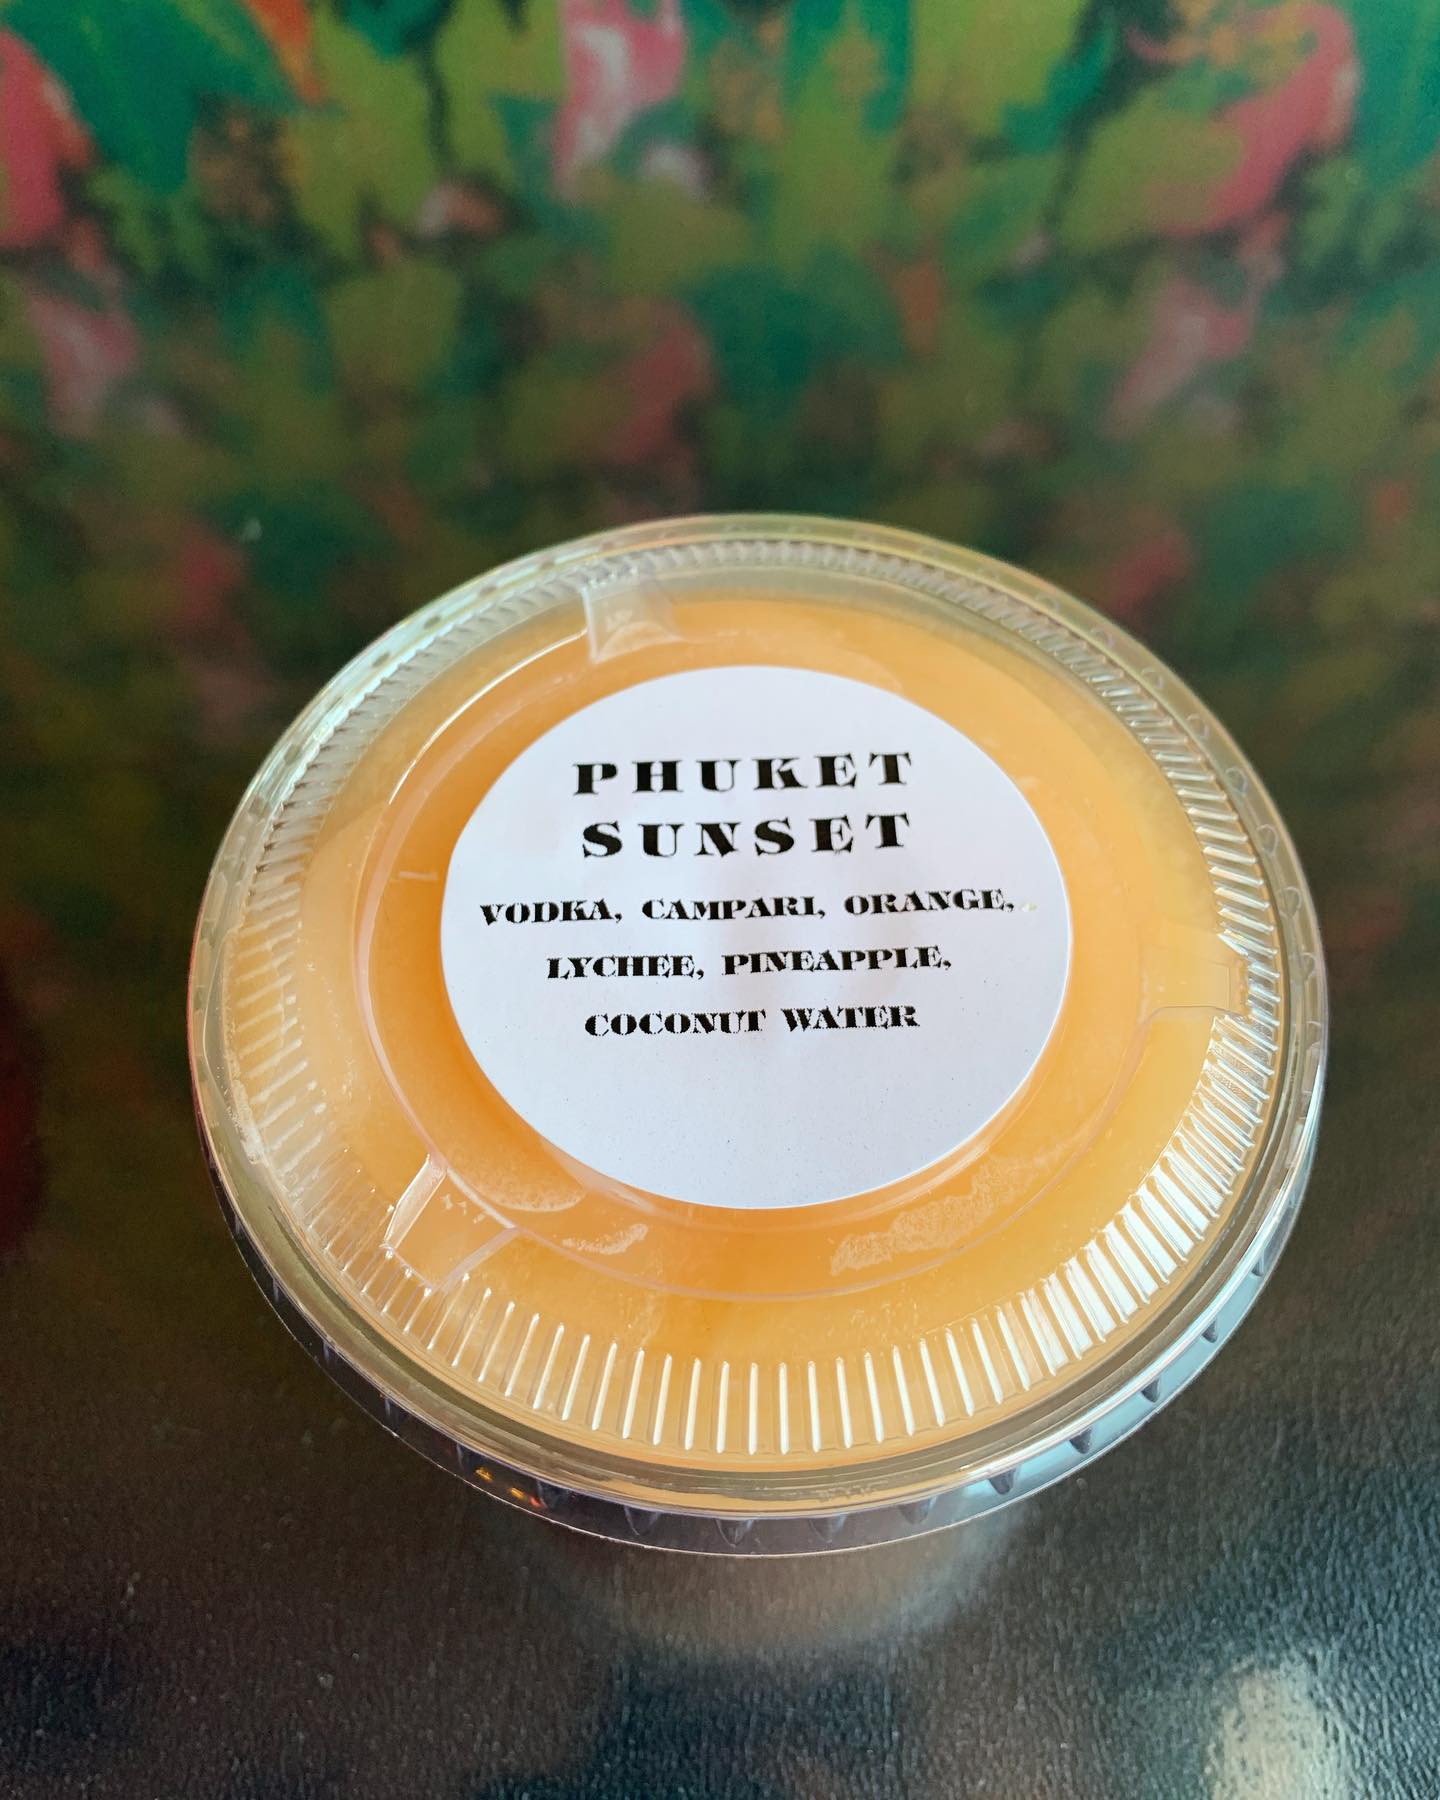 PHUKET
SUNSET
VODKA, CAMPARI, ORANGE,
LYCHEE, PINEAPPLE,
COCONUT WATER